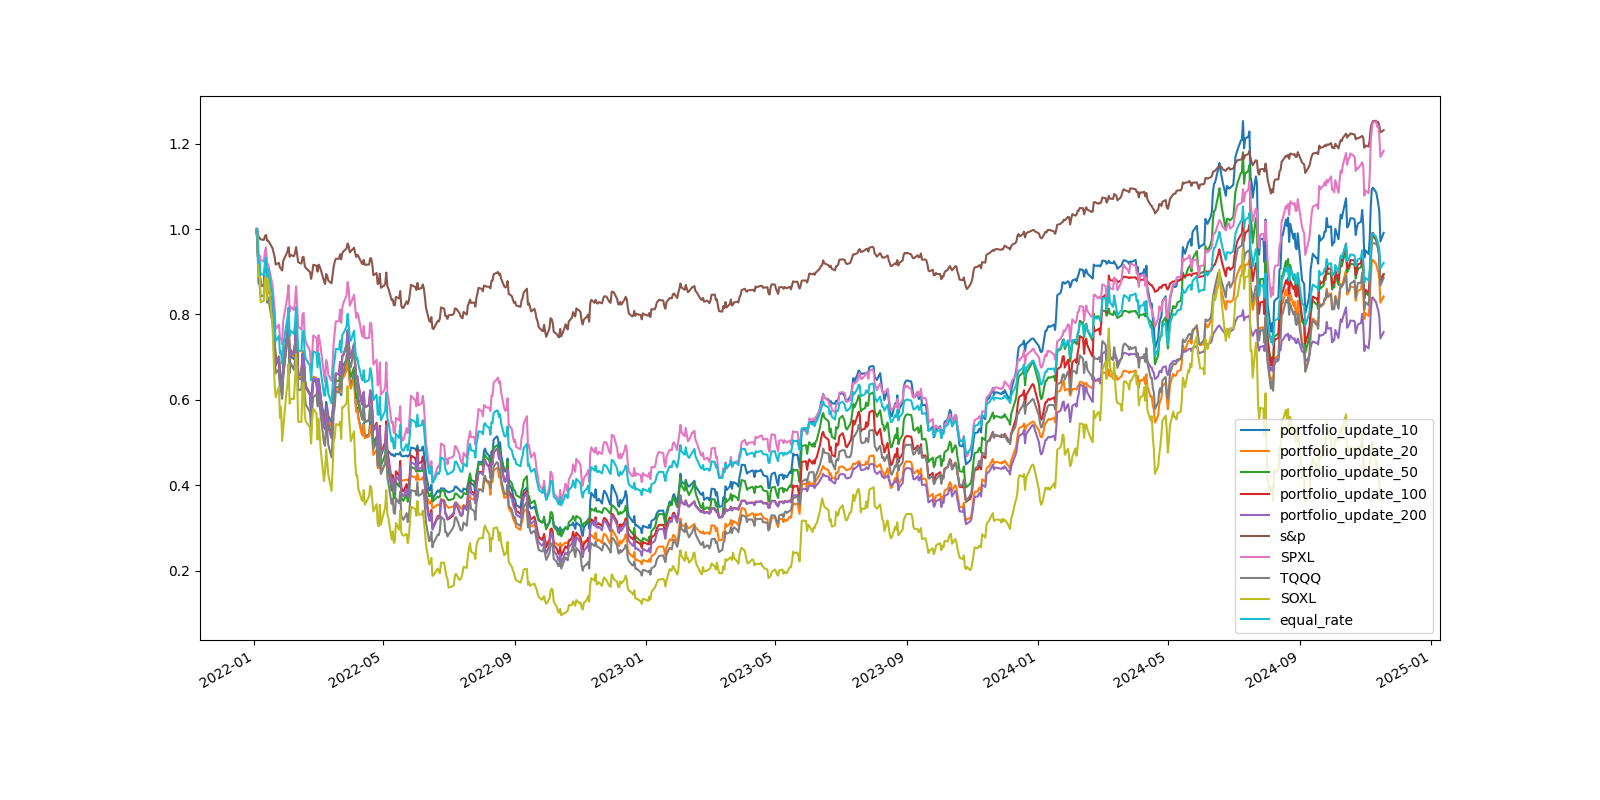 1.2
1.0
0.8
0.6
0.4
0.2
2022-01
2022-05
2022-09
2023-01
2023-05
2023-09
2024-01
2024-05
2024-09
2025-01
portfolio_update_10
portfolio_update_20
portfolio_update_50
portfolio_update_100
portfolio_update_200
s&p
SPXL
TQQQ
SOXL
equal_rate